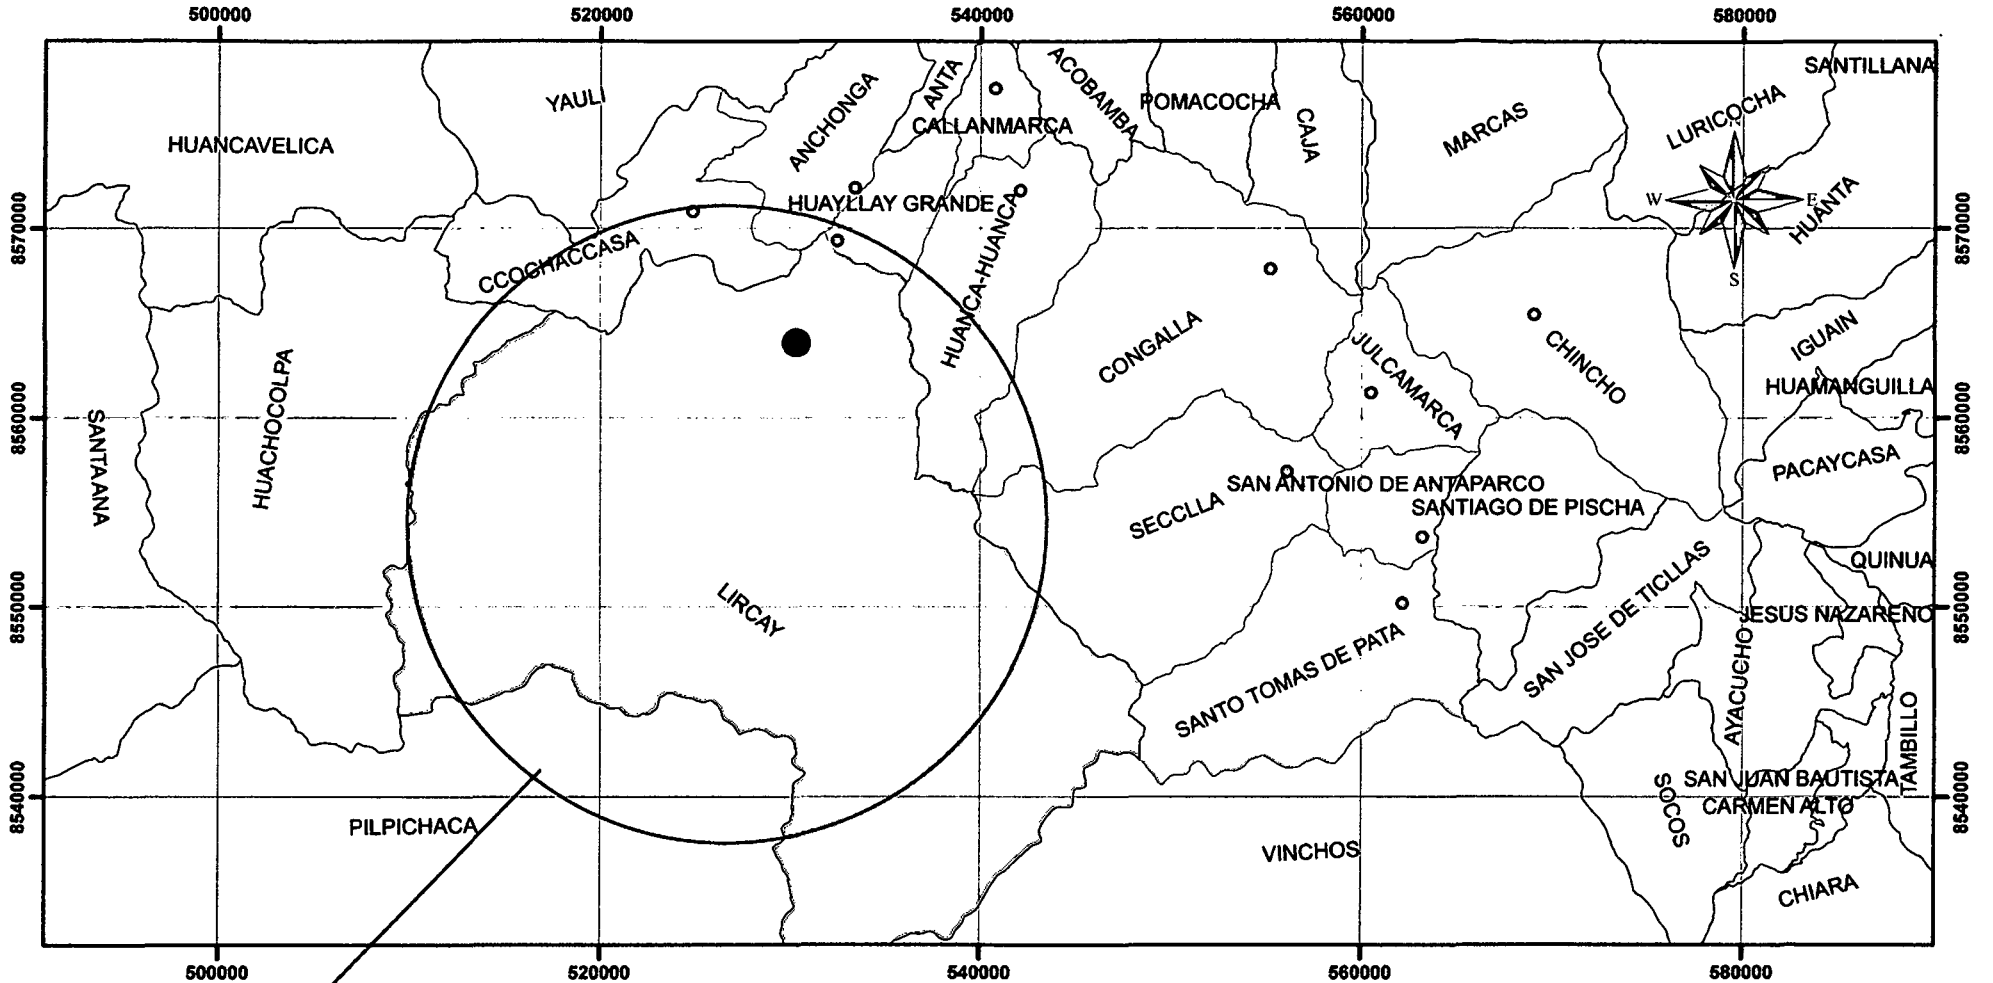 500000
520000
540000
560000
580000
SANTILLANA
YAULI
ANCHONGA
ANTA
ACOBAMBA
POMACOCHA
CAJA
MARCAS
LURICOCHA
HUANCAVELICA
CALLANMARCA
N
W
E
S
HUANTA
8570000
8570000
HUAYLLAY GRANDE
CCOCHACCASA
HUANCA-HUANCA
CONGALLA
JULCAMARCA
CHINCHO
IGUAIN
HUAMANGUILLA
SANTA ANA
HUACHOCOLPA
8560000
8560000
PACAYCASA
SECCLLA
SAN ANTONIO DE ANTAPARCO
SANTIAGO DE PISCHA
QUINUA
LIRCAY
8550000
8550000
SAN JOSE DE TICLLAS
JESUS NAZARENO
SANTO TOMAS DE PATA
AYACUCHO
TAMBILLO
SOCOS
SAN JUAN BAUTISTA
CARMEN ALTO
8540000
8540000
PILPICHACA
VINCHOS
CHIARA
500000
520000
540000
560000
580000